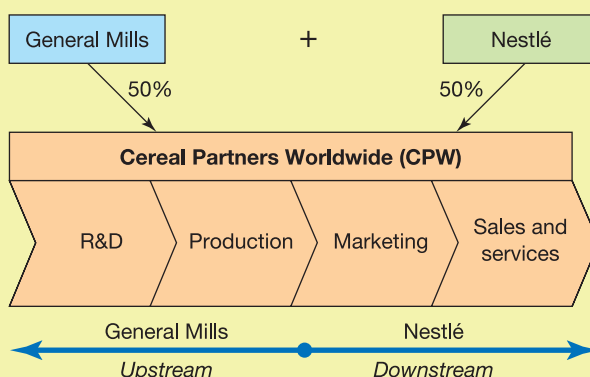 General Mills + Nestlé
50% 50%
Cereal Partners Worldwide (CPW)
R&D Production Marketing Sales and
services
General Mills Nestlé
Upstream Downstream